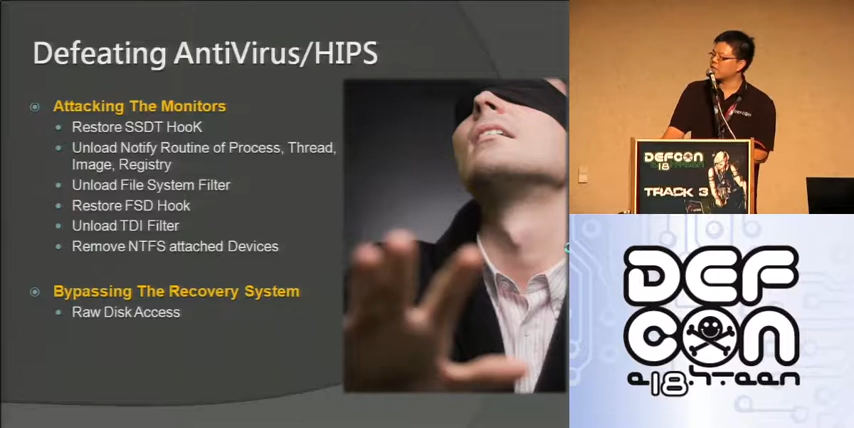 Defeating AntiVirus/HIPS
Attacking The Monitors
Restore SSDT HooK
Unload Notify Routine of Process, Thread,
Image, Registry
Unload File System Filter
Restore FSD Hook
Unload TDI Filter
Remove NTFS attached Devices
Bypassing The Recovery System
Raw Disk Access
DEFCON
18
TRACK 3
DEF
CON
e18hteen